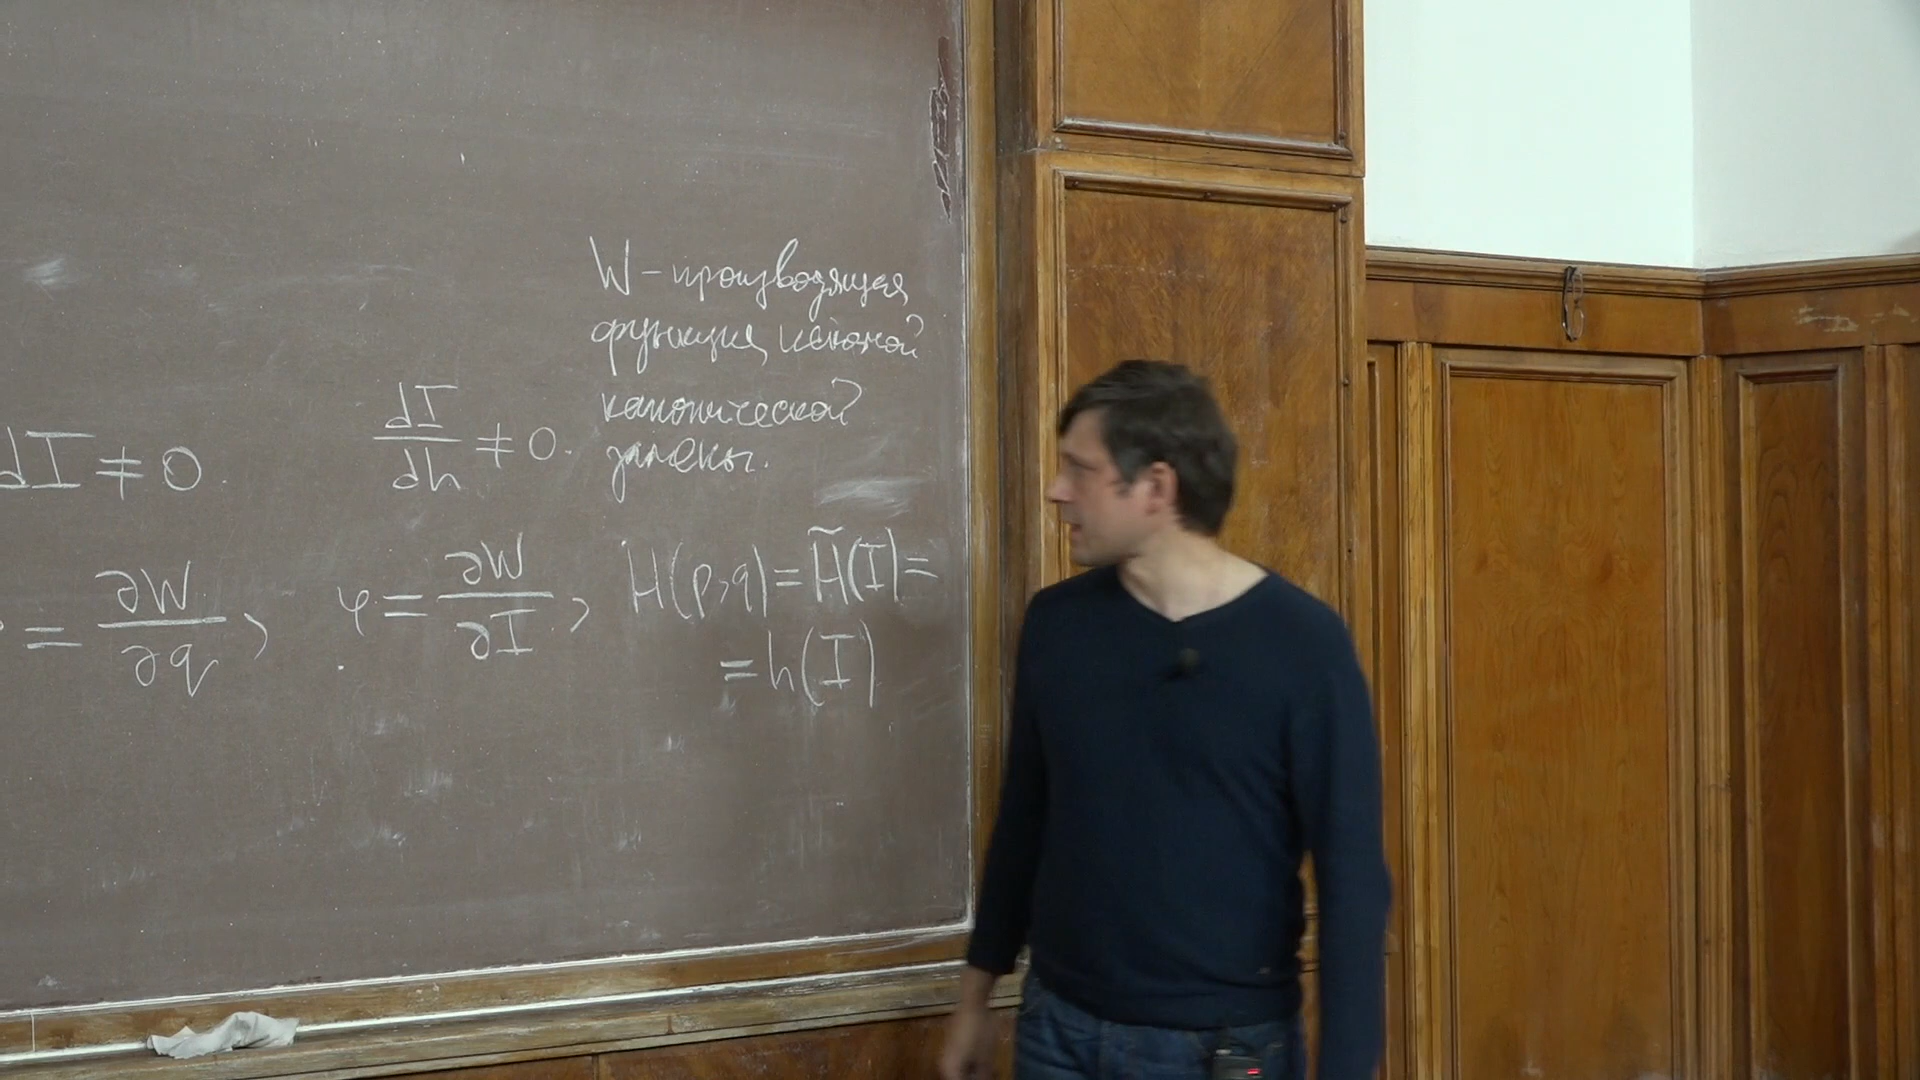 W – производящая
функция искомой
канонической
замены.
dI ≠ 0.
dI/dh ≠ 0.
= ∂W/∂q, φ = ∂W/∂I, H(p,q) = H̃(I) =
= h(I)